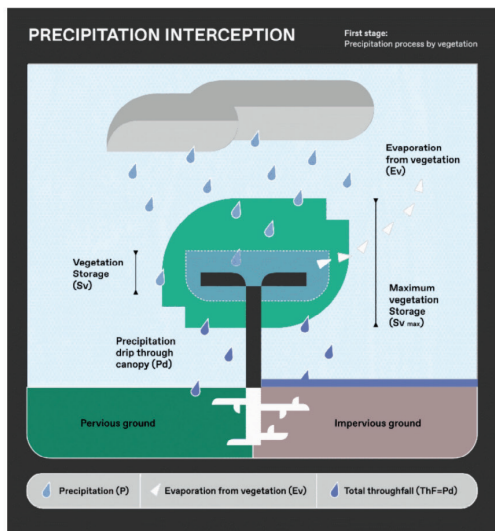 PRECIPITATION INTERCEPTION
First stage:
Precipitation process by vegetation
Evaporation
from vegetation
(Ev)
Vegetation
Storage
(Sv)
Maximum
vegetation
Storage
(Sv max)
Precipitation
drip through
canopy (Pd)
Pervious ground
Impervious ground
Precipitation (P)
Evaporation from vegetation (Ev)
Total throughfall (ThF=Pd)